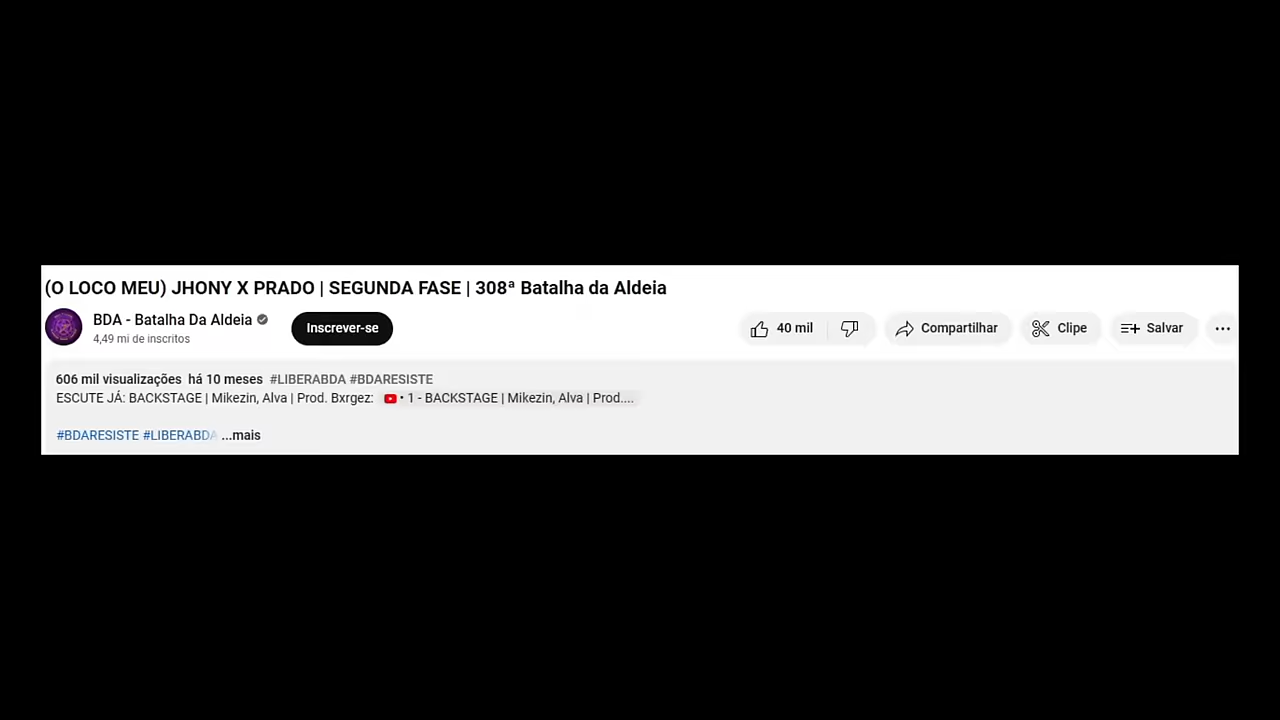 (O LOCO MEU) JHONY X PRADO | SEGUNDA FASE | 308ª Batalha da Aldeia
BDA - Batalha Da Aldeia
4,49 mi de inscritos
Inscrever-se
40 mil
Compartilhar
Clipe
Salvar
606 mil visualizações há 10 meses #LIBERABDA #BDARESISTE
ESCUTE JÁ: BACKSTAGE | Mikezin, Alva | Prod. Bxrgez: • 1 - BACKSTAGE | Mikezin, Alva | Prod....
#BDARESISTE #LIBERABDA ...mais